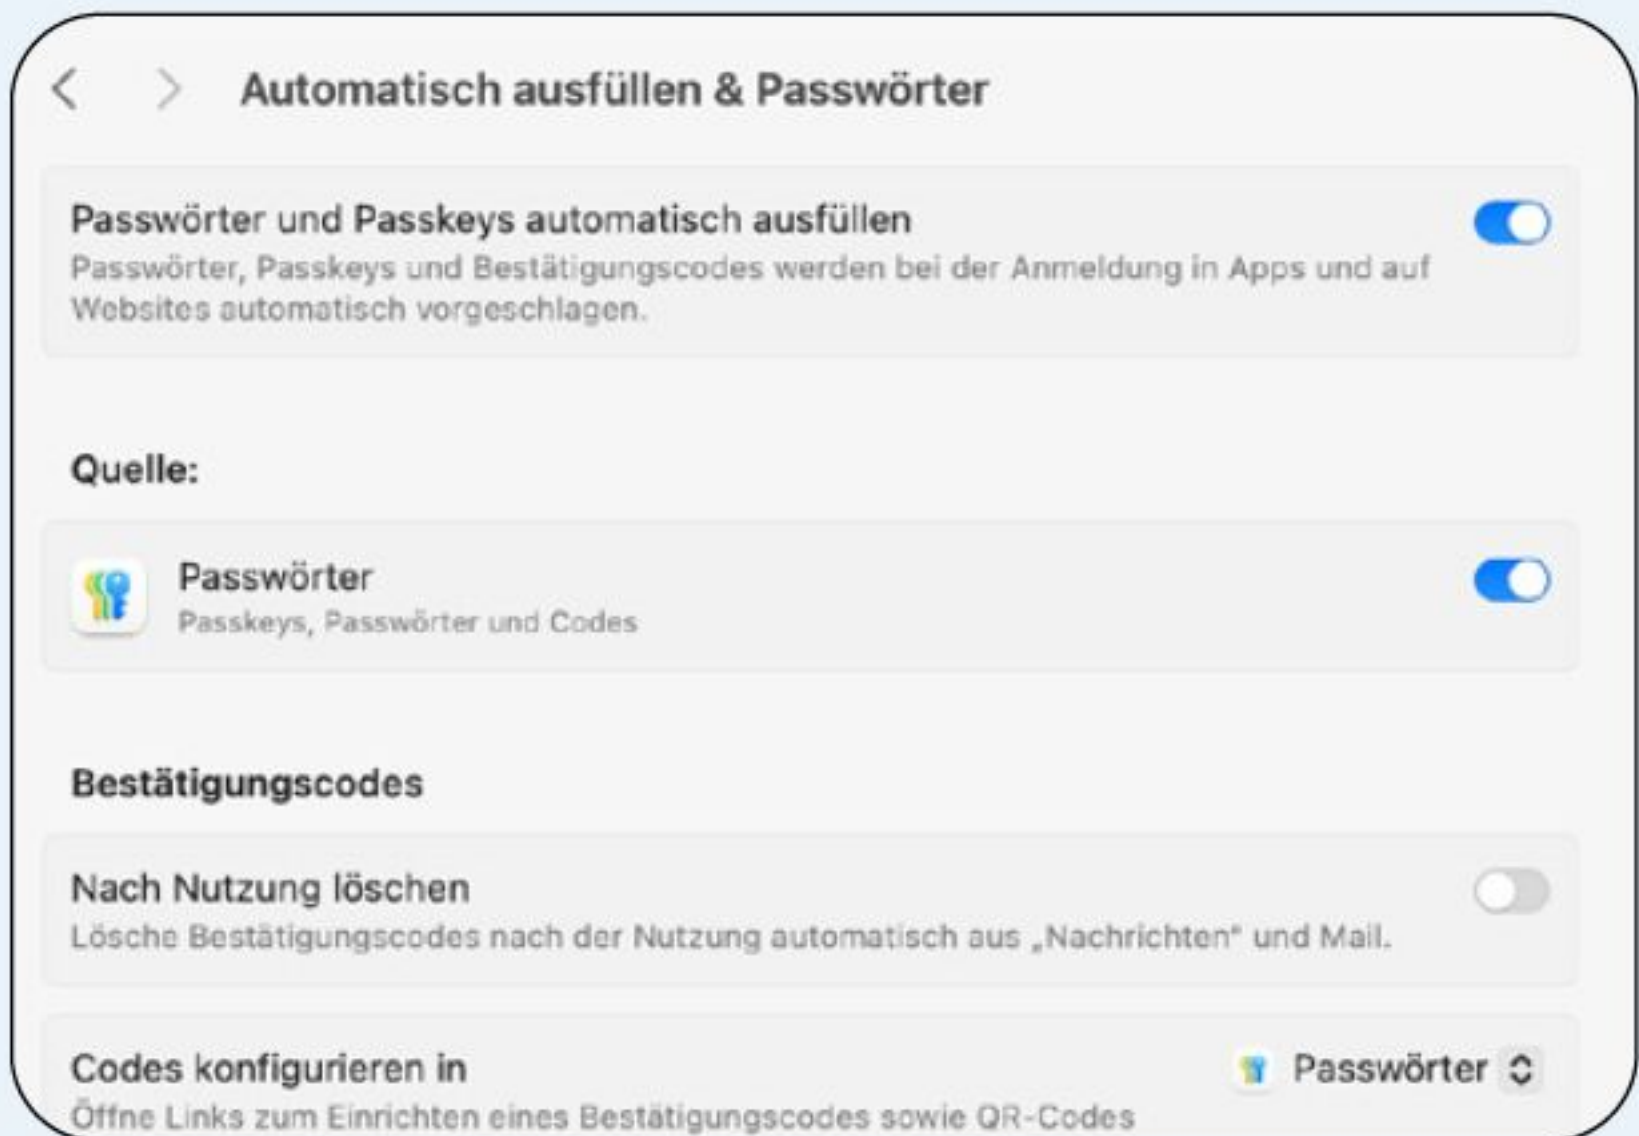 Automatisch ausfüllen & Passwörter
Passwörter und Passkeys automatisch ausfüllen
Passwörter, Passkeys und Bestätigungscodes werden bei der Anmeldung in Apps und auf
Websites automatisch vorgeschlagen.
Quelle:
Passwörter
Passkeys, Passwörter und Codes
Bestätigungscodes
Nach Nutzung löschen
Lösche Bestätigungscodes nach der Nutzung automatisch aus „Nachrichten“ und Mail.
Codes konfigurieren in Passwörter
Öffne Links zum Einrichten eines Bestätigungscodes sowie QR-Codes